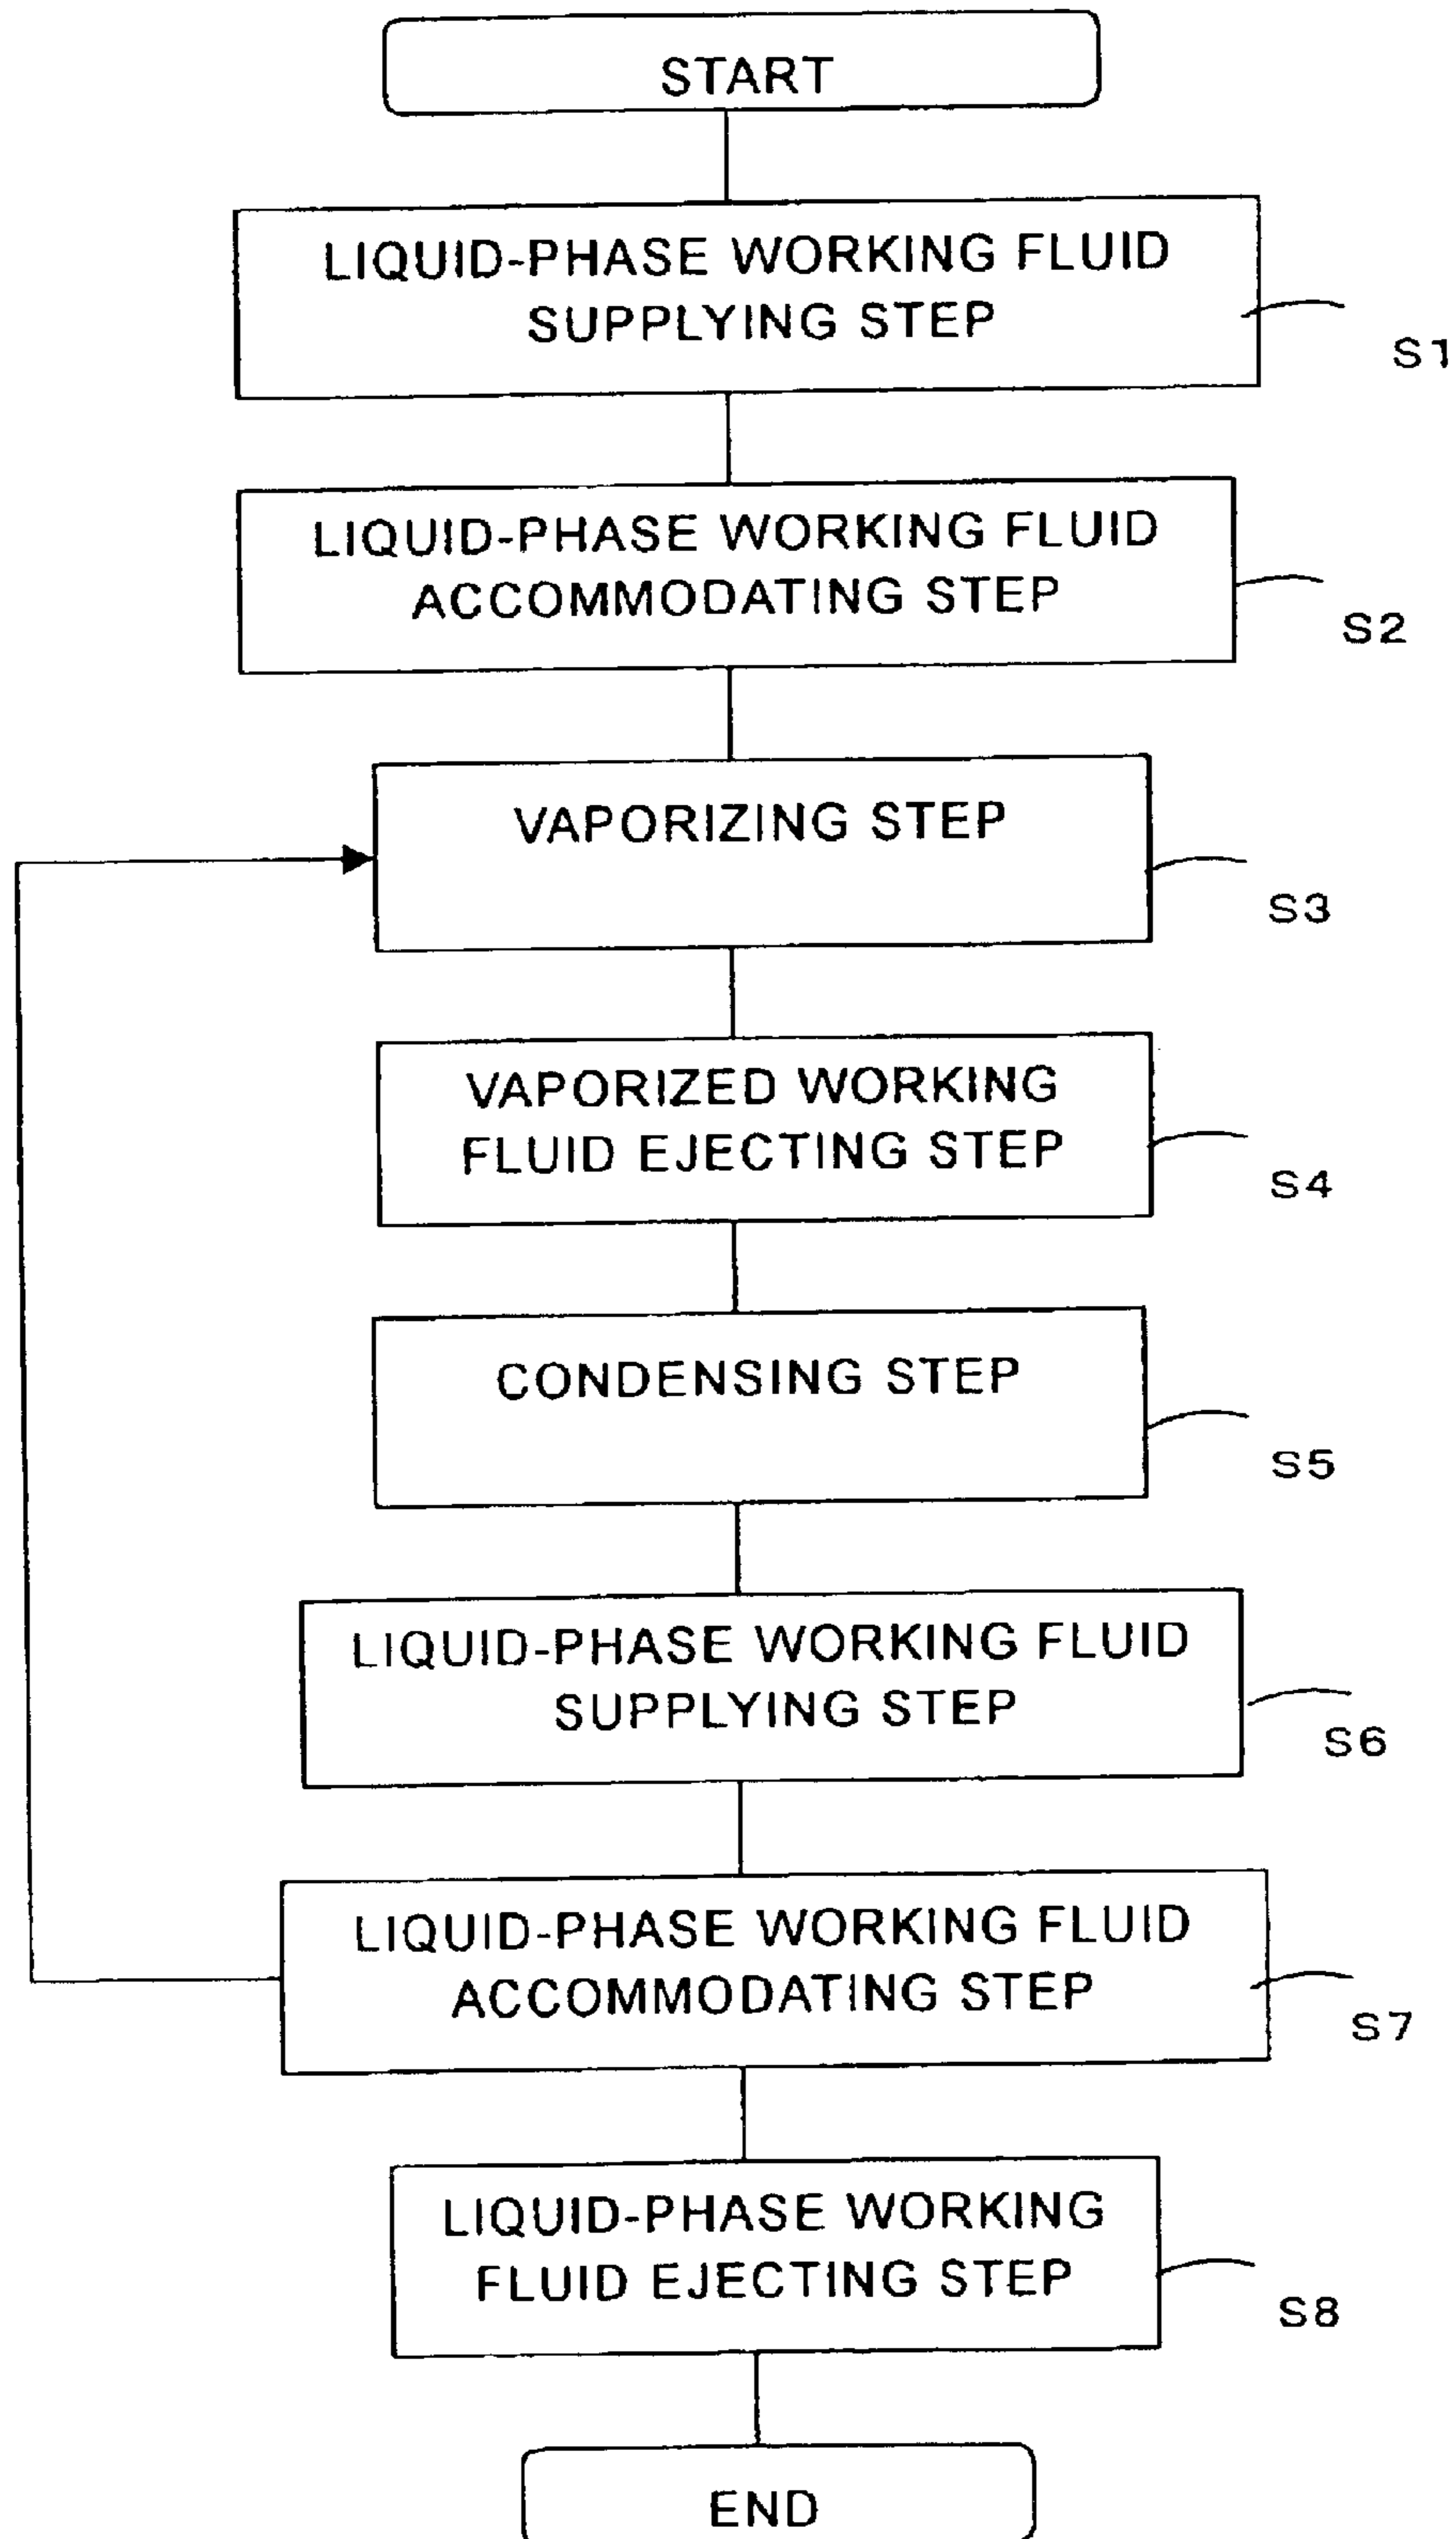 START
LIQUID-PHASE WORKING FLUID
SUPPLYING STEP
S1
LIQUID-PHASE WORKING FLUID
ACCOMMODATING STEP
S2
VAPORIZING STEP
S3
VAPORIZED WORKING
FLUID EJECTING STEP
S4
CONDENSING STEP
S5
LIQUID-PHASE WORKING FLUID
SUPPLYING STEP
S6
LIQUID-PHASE WORKING FLUID
ACCOMMODATING STEP
S7
LIQUID-PHASE WORKING
FLUID EJECTING STEP
S8
END